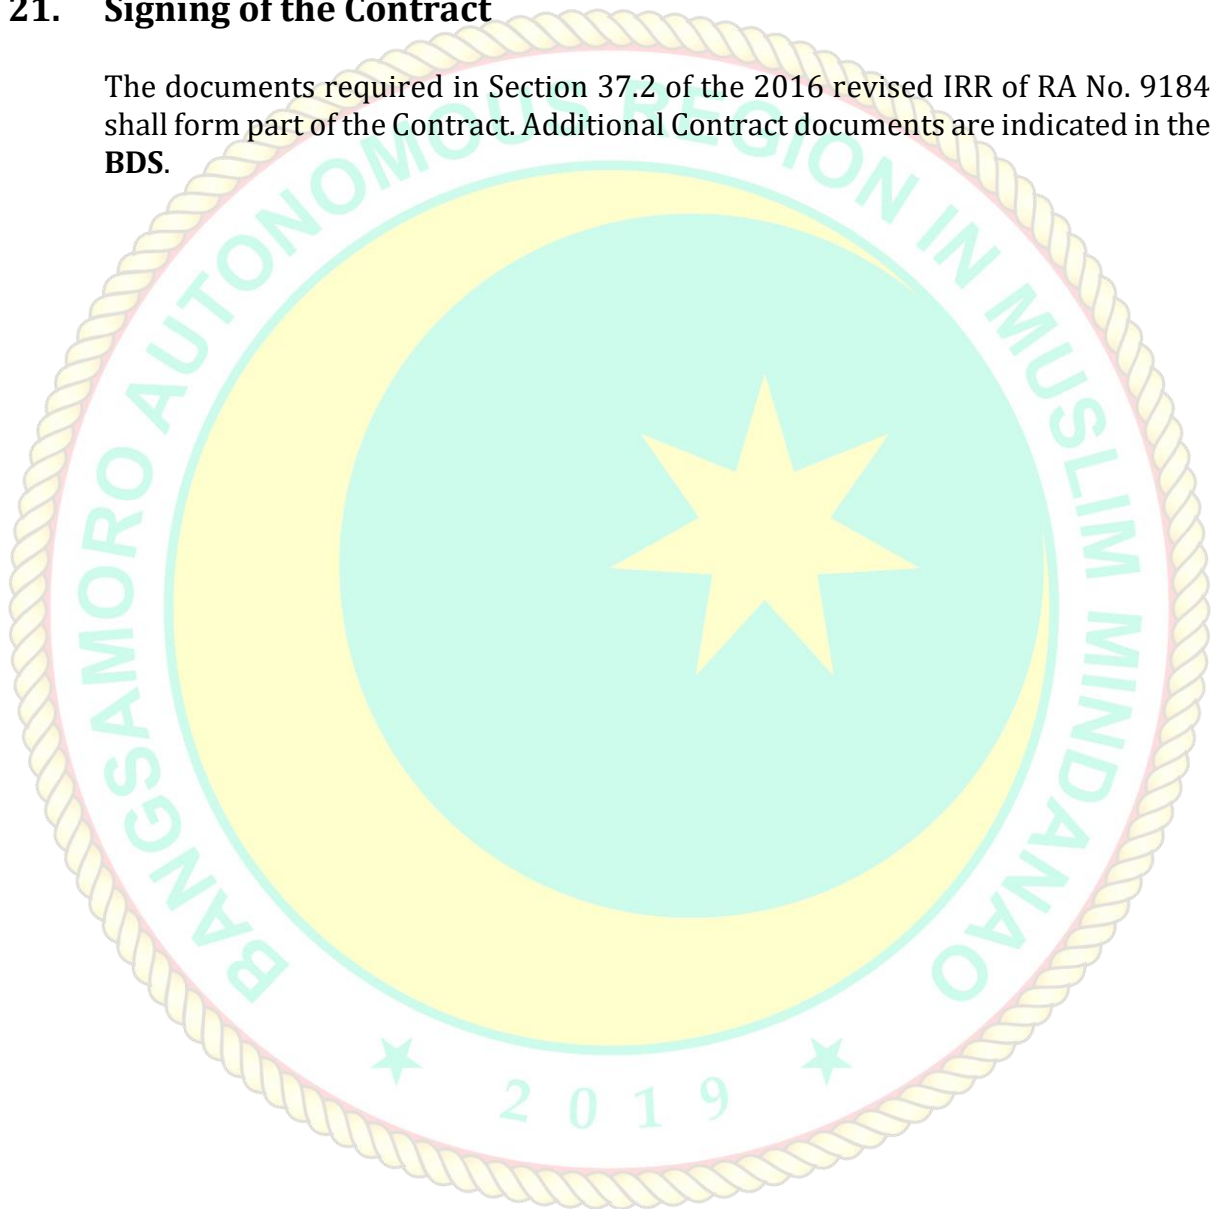 21. Signing of the Contract
The documents required in Section 37.2 of the 2016 revised IRR of RA No. 9184
shall form part of the Contract. Additional Contract documents are indicated in the
BDS.
BANGSAMORO AUTONOMOUS REGION IN MUSLIM MINDANAO
2019